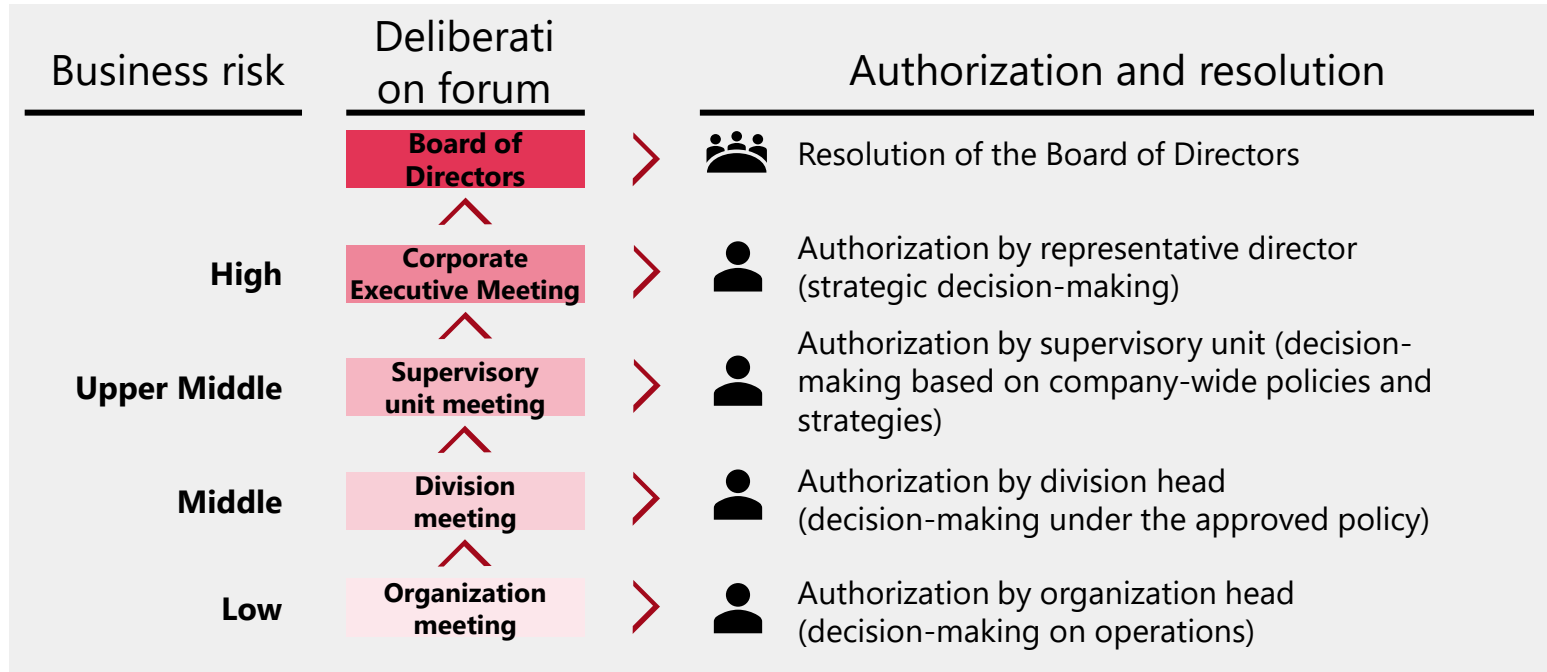 Business risk
Deliberati
on forum
Authorization and resolution
Board of
Directors
Resolution of the Board of Directors
High
Corporate
Executive Meeting
Authorization by representative director
(strategic decision-making)
Upper Middle
Supervisory
unit meeting
Authorization by supervisory unit (decision-
making based on company-wide policies and
strategies)
Middle
Division
meeting
Authorization by division head
(decision-making under the approved policy)
Low
Organization
meeting
Authorization by organization head
(decision-making on operations)